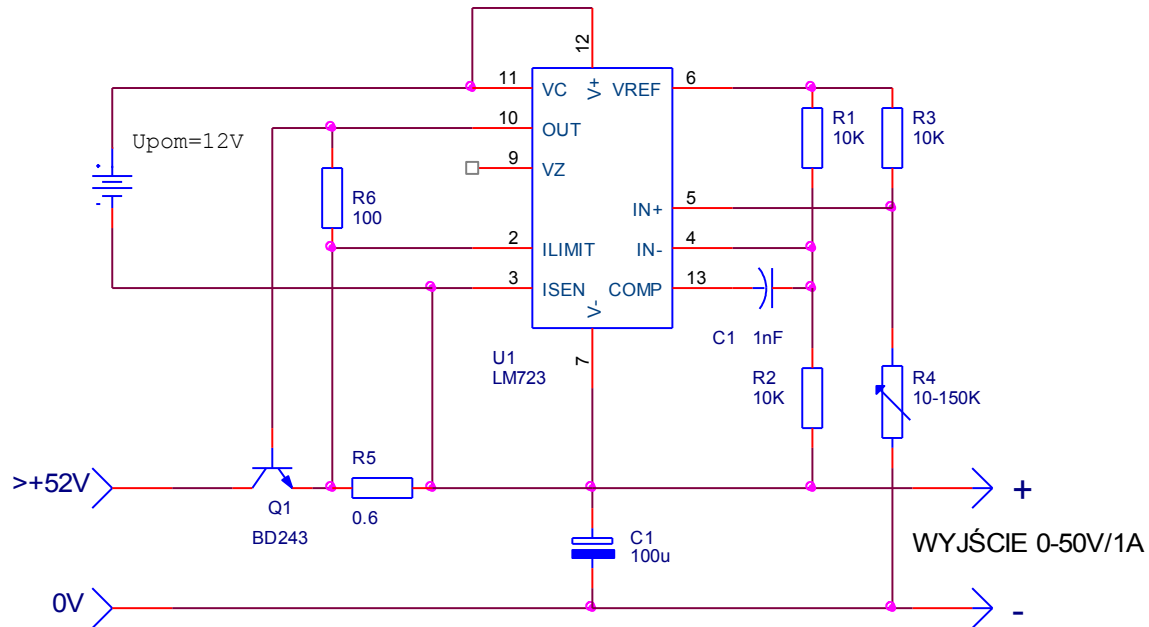 12
11
VC
V+
VREF
6
10
OUT
Upom=12V
+
-
9
VZ
R1
10K
R3
10K
R6
100
5
IN+
2
ILIMIT
IN-
4
3
ISEN
COMP
13
V-
C1 1nF
U1
LM723
7
R2
10K
R4
10-150K
>+52V
R5
0.6
Q1
BD243
+
C1
100u
WYJŚCIE 0-50V/1A
0V
-